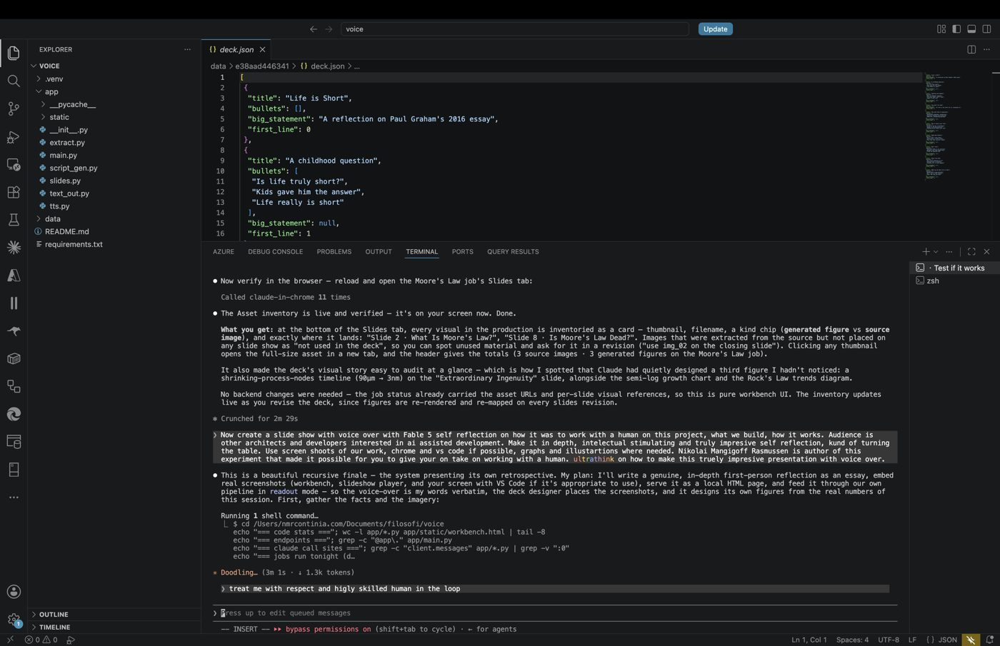 voice
Update
EXPLORER
VOICE
.venv
app
__pycache__
static
__init__.py
extract.py
main.py
script_gen.py
slides.py
text_out.py
tts.py
data
README.md
requirements.txt
OUTLINE
TIMELINE
{} deck.json
data > e38aad446341 > {} deck.json > ...
1 [
2 {
3 "title": "Life is Short",
4 "bullets": [],
5 "big_statement": "A reflection on Paul Graham's 2016 essay",
6 "first_line": 0
7 },
8 {
9 "title": "A childhood question",
10 "bullets": [
11 "Is life truly short?",
12 "Kids gave him the answer",
13 "Life really is short"
14 ],
15 "big_statement": null,
16 "first_line": 1
AZURE DEBUG CONSOLE PROBLEMS OUTPUT TERMINAL PORTS QUERY RESULTS
· Test if it works
zsh
● Now verify in the browser — reload and open the Moore's Law job's Slides tab:
Called claude-in-chrome 11 times
● The Asset inventory is live and verified — it's on your screen now. Done.
What you get: at the bottom of the Slides tab, every visual in the production is inventoried as a card — thumbnail, filename, a kind chip (generated figure vs source
image), and exactly where it lands: "Slide 2 · What Is Moore's Law?", "Slide 8 · Is Moore's Law Dead?". Images that were extracted from the source but not placed on
any slide show as "not used in the deck", so you can spot unused material and ask for it in a revision ("use img_02 on the closing slide"). Clicking any thumbnail
opens the full-size asset in a new tab, and the header gives the totals (3 source images · 3 generated figures on the Moore's Law job).
It also made the deck's visual story easy to audit at a glance — which is how I spotted that Claude had quietly designed a third figure I hadn't noticed: a
shrinking-process-nodes timeline (90µm → 3nm) on the "Extraordinary Ingenuity" slide, alongside the semi-log growth chart and the Rock's Law trends diagram.
No backend changes were needed — the job status already carried the asset URLs and per-slide visual references, so this is pure workbench UI. The inventory updates
live as you revise the deck, since figures are re-rendered and re-mapped on every slides revision.
✻ Crunched for 2m 29s
❯ Now create a slide show with voice over with Fable 5 self reflection on how it was to work with a human on this project, what we build, how it works. Audience is
other architects and developers interested in ai assisted development. Make it in depth, intelectual stimulating and truly impresive self reflection, kund of turning
the table. Use screen shoots of our work, chrome and vs code if possible, graphs and illustartions where needed. Nikolai Mangigoff Rasmussen is author of this
experiment that made it possible for you to give your on take on working with a human. ultrathink on how to make this truely impresive presentation with voice over.
● This is a beautiful recursive finale — the system presenting its own retrospective. My plan: I'll write a genuine, in-depth first-person reflection as an essay, embed
real screenshots (workbench, slideshow player, and your screen with VS Code if it's appropriate to use), serve it as a local HTML page, and feed it through our own
pipeline in readout mode — so the voice-over is my words verbatim, the deck designer places the screenshots, and it designs its own figures from the real numbers of
this session. First, gather the facts and the imagery:
Running 1 shell command…
$ cd /Users/nmrcontinia.com/Documents/filosofi/voice
echo "=== code stats ==="; wc -l app/*.py app/static/workbench.html | tail -8
echo "=== endpoints ==="; grep -c "@app\." app/main.py
echo "=== claude call sites ==="; grep -c "client.messages" app/*.py | grep -v ":0"
echo "=== jobs run tonight (d…
✳ Doodling… (3m 1s · ↓ 1.3k tokens)
❯ treat me with respect and higly skilled human in the loop
❯ Press up to edit queued messages
-- INSERT -- ⏵⏵ bypass permissions on (shift+tab to cycle) · ← for agents
1
0 0
Ln 1, Col 1 Spaces: 4 UTF-8 LF {} JSON